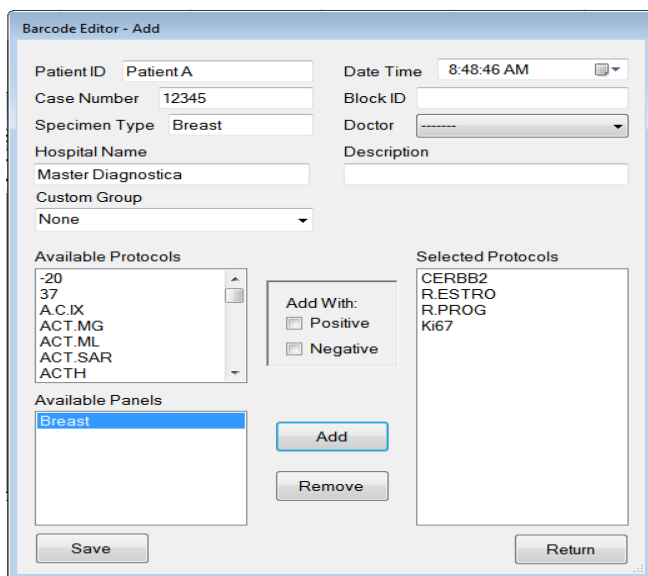 Barcode Editor - Add
Patient ID Patient A Date Time 8:48:46 AM
Case Number 12345 Block ID
Specimen Type Breast Doctor -------
Hospital Name Description
Master Diagnostica
Custom Group
None
Available Protocols
-20
37
A.C.IX
ACT.MG
ACT.ML
ACT.SAR
ACTH
Add With:
Positive
Negative
Selected Protocols
CERBB2
R.ESTRO
R.PROG
Ki67
Available Panels
Breast
Add
Remove
Save Return